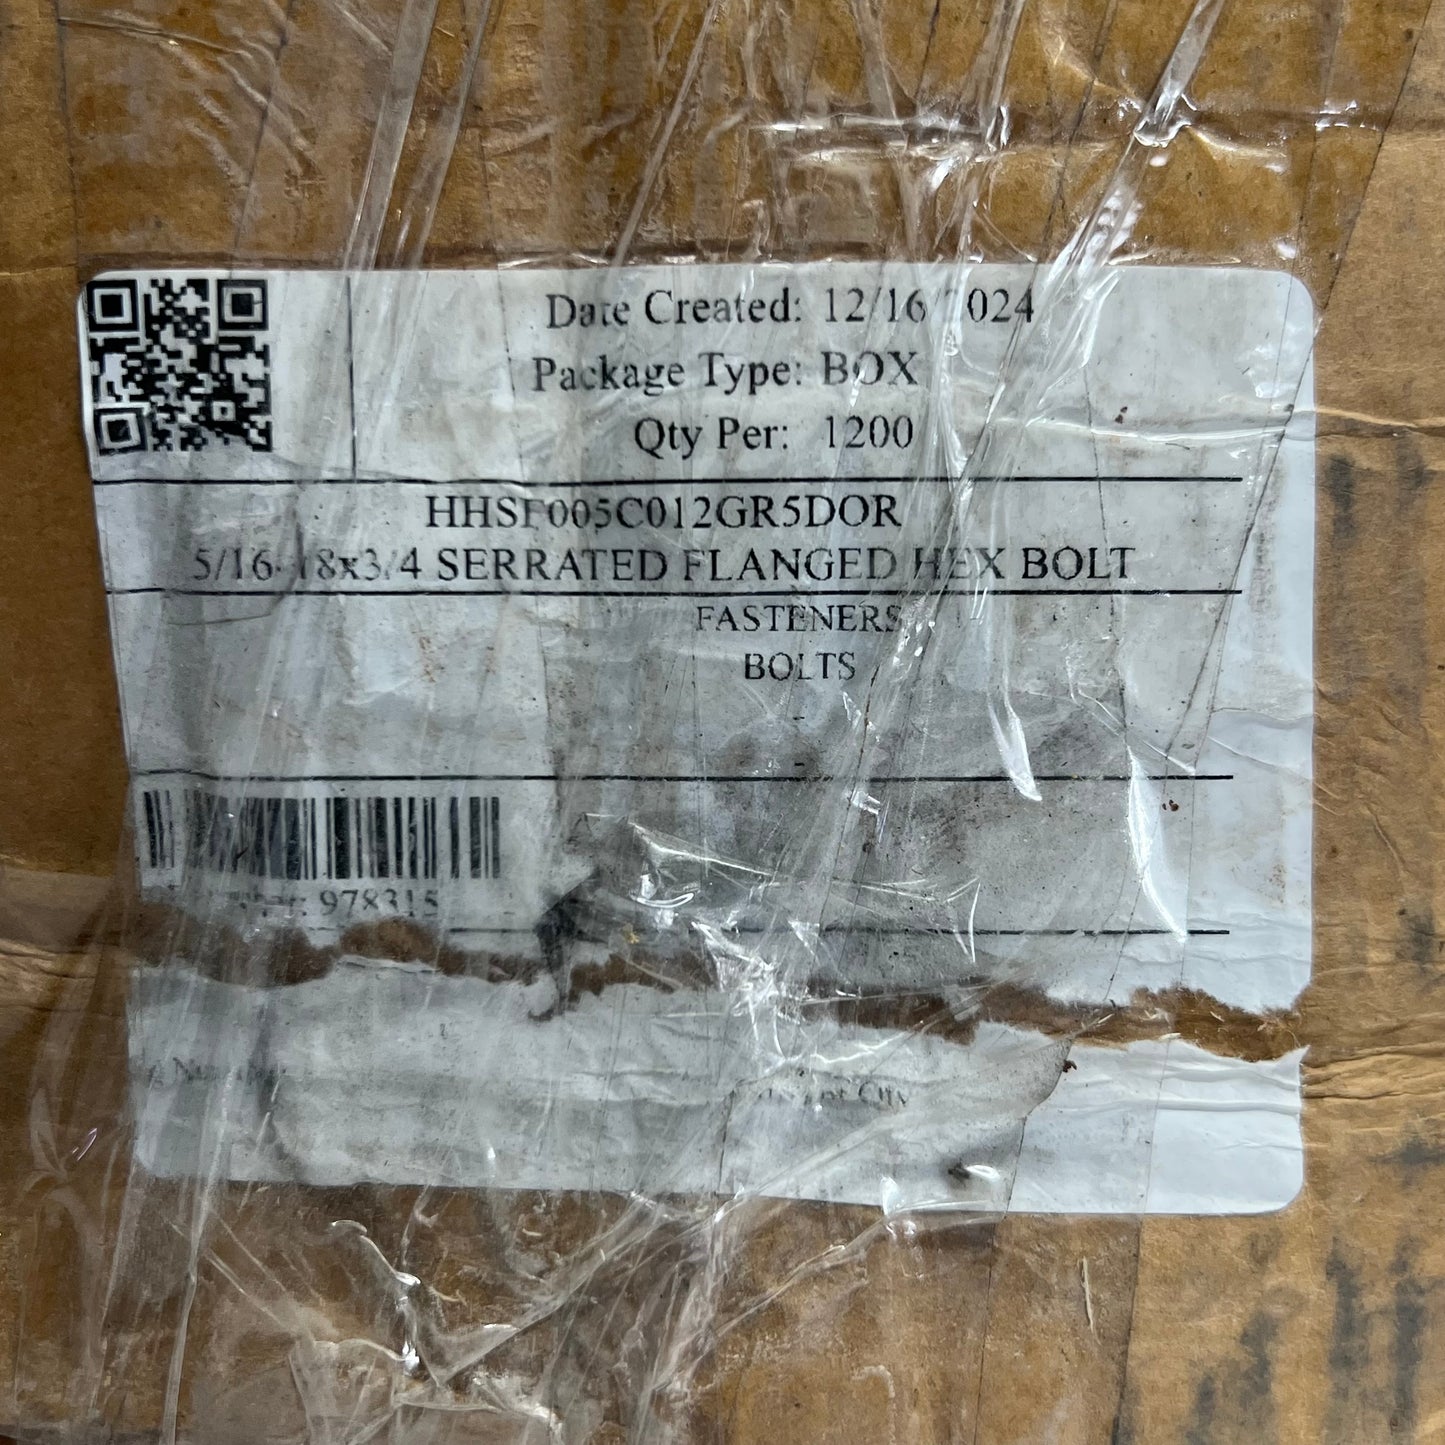 Date Created: 12/16/2024
Package Type: BOX
Qty Per: 1200
HHSF005C012GR5DOR
5/16-18x3/4 SERRATED FLANGED HEX BOLT
FASTENERS
BOLTS
-
-
978315